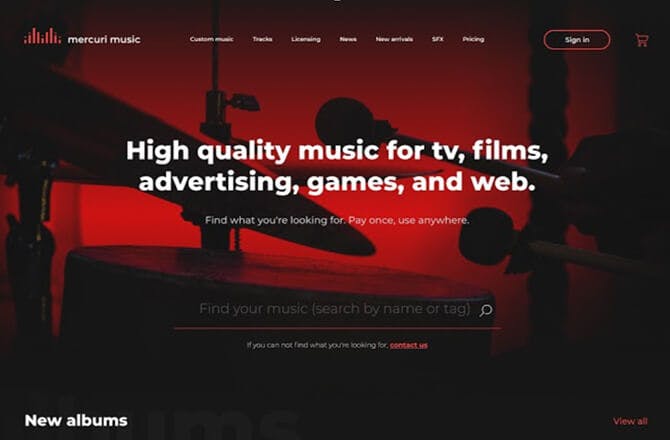 mercuri music
Custom music Tracks Licensing News New arrivals SFX Pricing
Sign in
High quality music for tv, films,
advertising, games, and web.
Find what you're looking for. Pay once, use anywhere.
Find your music (search by name or tag)
If you can not find what you're looking for, contact us
New albums
View all